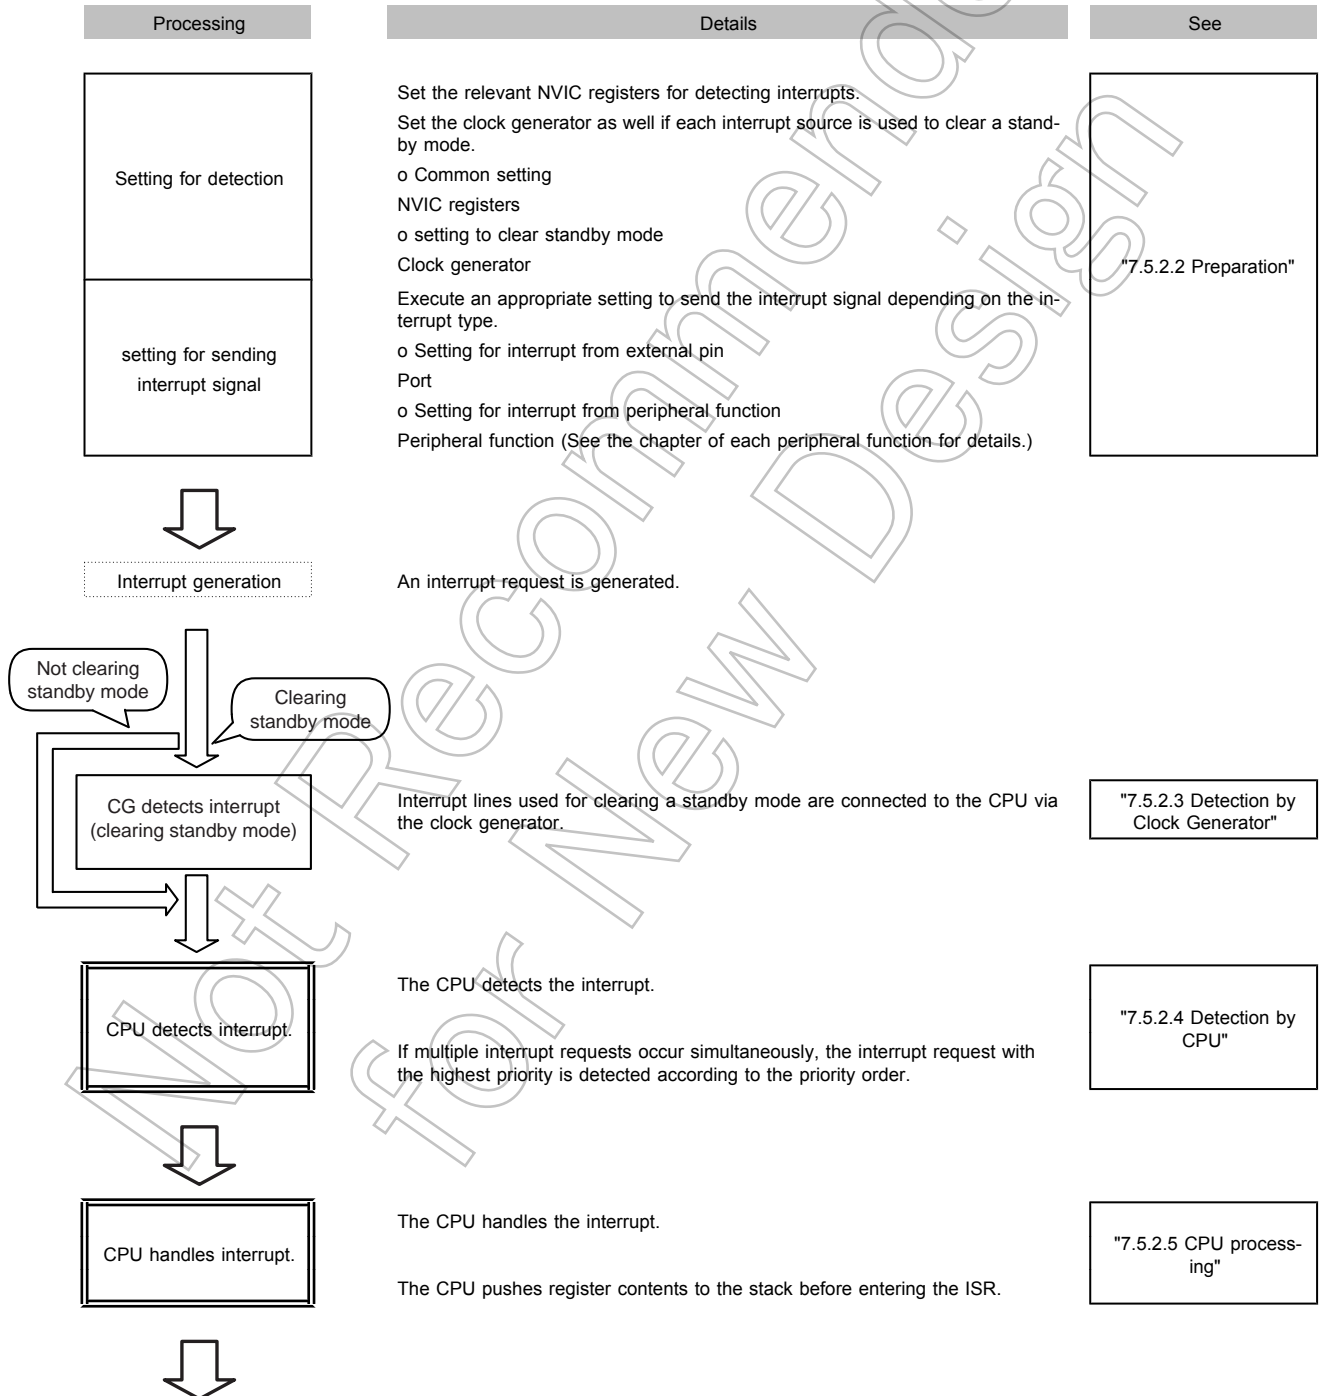 Processing
Details
See
Setting for detection
Set the relevant NVIC registers for detecting interrupts.
Set the clock generator as well if each interrupt source is used to clear a stand-
by mode.
o Common setting
NVIC registers
o setting to clear standby mode
Clock generator
"7.5.2.2 Preparation"
setting for sending
interrupt signal
Execute an appropriate setting to send the interrupt signal depending on the in-
terrupt type.
o Setting for interrupt from external pin
Port
o Setting for interrupt from peripheral function
Peripheral function (See the chapter of each peripheral function for details.)
Interrupt generation
An interrupt request is generated.
Not clearing
standby mode
Clearing
standby mode
CG detects interrupt
(clearing standby mode)
Interrupt lines used for clearing a standby mode are connected to the CPU via
the clock generator.
"7.5.2.3 Detection by
Clock Generator"
CPU detects interrupt.
The CPU detects the interrupt.
If multiple interrupt requests occur simultaneously, the interrupt request with
the highest priority is detected according to the priority order.
"7.5.2.4 Detection by
CPU"
CPU handles interrupt.
The CPU handles the interrupt.
The CPU pushes register contents to the stack before entering the ISR.
"7.5.2.5 CPU process-
ing"
Not Recommende
for New Design